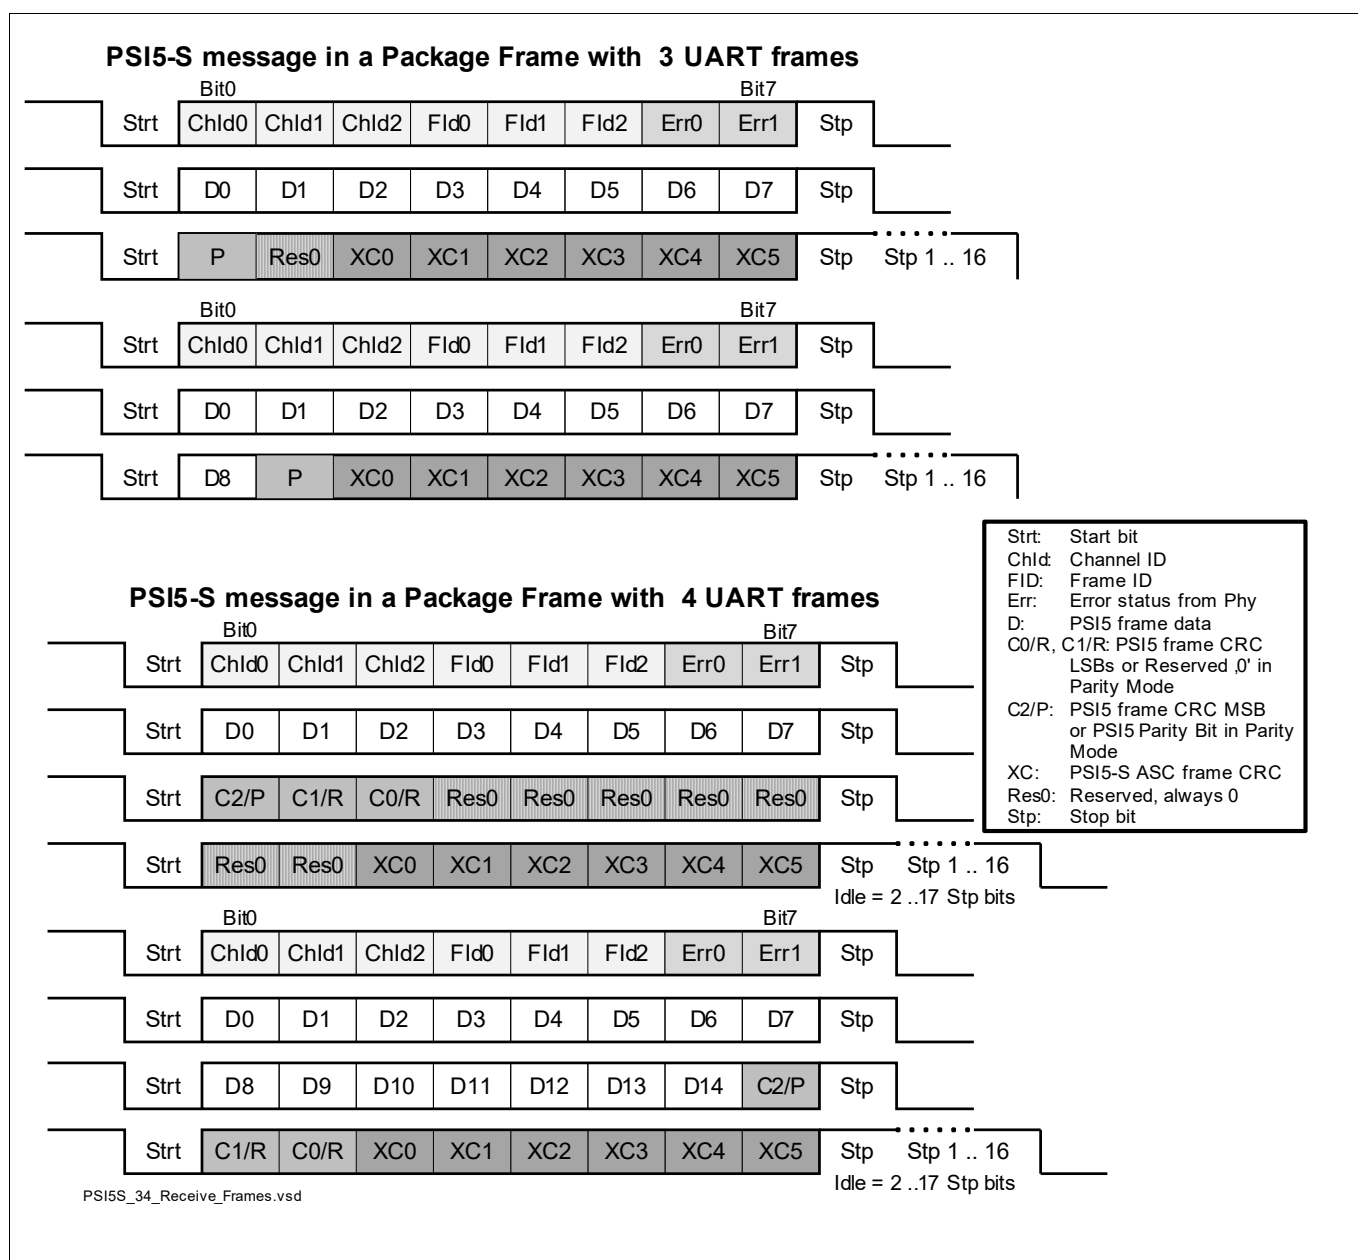 PSI5-S message in a Package Frame with 3 UART frames
Bit0 Bit7
Strt ChId0 ChId1 ChId2 FId0 FId1 FId2 Err0 Err1 Stp
Strt D0 D1 D2 D3 D4 D5 D6 D7 Stp
Strt P Res0 XC0 XC1 XC2 XC3 XC4 XC5 Stp Stp 1 .. 16
Bit0 Bit7
Strt ChId0 ChId1 ChId2 FId0 FId1 FId2 Err0 Err1 Stp
Strt D0 D1 D2 D3 D4 D5 D6 D7 Stp
Strt D8 P XC0 XC1 XC2 XC3 XC4 XC5 Stp Stp 1 .. 16
Strt: Start bit
ChId: Channel ID
FID: Frame ID
Err: Error status from Phy
D: PSI5 frame data
C0/R, C1/R: PSI5 frame CRC
LSBs or Reserved ‚0' in
Parity Mode
C2/P: PSI5 frame CRC MSB
or PSI5 Parity Bit in Parity
Mode
XC: PSI5-S ASC frame CRC
Res0: Reserved, always 0
Stp: Stop bit
PSI5-S message in a Package Frame with 4 UART frames
Bit0 Bit7
Strt ChId0 ChId1 ChId2 FId0 FId1 FId2 Err0 Err1 Stp
Strt D0 D1 D2 D3 D4 D5 D6 D7 Stp
Strt C2/P C1/R C0/R Res0 Res0 Res0 Res0 Res0 Stp
Strt Res0 Res0 XC0 XC1 XC2 XC3 XC4 XC5 Stp Stp 1 .. 16
Idle = 2 ..17 Stp bits
Bit0 Bit7
Strt ChId0 ChId1 ChId2 FId0 FId1 FId2 Err0 Err1 Stp
Strt D0 D1 D2 D3 D4 D5 D6 D7 Stp
Strt D8 D9 D10 D11 D12 D13 D14 C2/P Stp
Strt C1/R C0/R XC0 XC1 XC2 XC3 XC4 XC5 Stp Stp 1 .. 16
Idle = 2 ..17 Stp bits
PSI5S_34_Receive_Frames.vsd